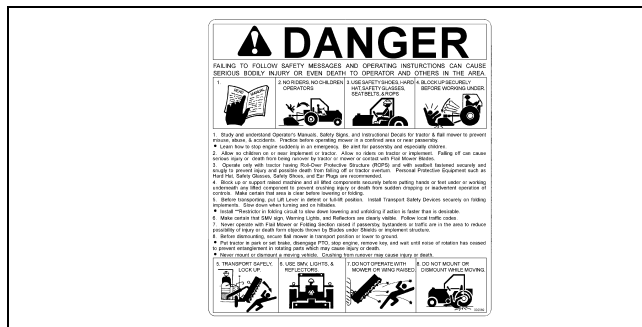 DANGER
FAILING TO FOLLOW SAFETY MESSAGES AND OPERATING INSTURCTIONS CAN CAUSE
SERIOUS BODILY INJURY OR EVEN DEATH TO OPERATOR AND OTHERS IN THE AREA
1.
2. NO RIDERS, NO CHILDREN
OPERATORS
3. USE SAFETY SHOES, HARD
HAT, SAFETY GLASSES,
SEAT BELTS, & ROPS
4. BLOCK UP SECURELY
BEFORE WORKING UNDER.
1. Study and understand Operator's Manuals, Safety Signs, and Instructional Decals for tractor & flail mower to prevent
misuse, abuse, & accidents. Practice before operating mower in a confined area or near passersby.
• Learn how to stop engine suddenly in an emergency. Be alert for passersby and especially children.
2. Allow no children on or near implement or tractor. Allow no riders on tractor or implement. Falling off can cause
serious injury or death from being runover by tractor or mower or contact with Flail Mower Blades.
3. Operate only with tractor having Roll-Over Protective Structure (ROPS) and with seatbelt fastened securely and
snugly to prevent injury and possible death from falling off or tractor overturn. Personal Protective Equipment such as
Hard Hat, Safety Glasses, Safety Shoes, and Ear Plugs are recommended.
4. Block up or support raised machine and all lifted components securely before putting hands or feet under or working
underneath any lifted component to prevent crushing injury or death from sudden dropping or inadvertent operation of
controls. Make certain that area is clear before lowering or folding.
5. Before transporting, put Lift Lever in detent or full-lift position. Install Transport Safety Devices securely on folding
implements. Slow down when turning and on hillsides.
• Install **Restrictor in folding circuit to slow down lowering and unfolding if action is faster than is desirable.
6. Make certain that SMV sign, Warning Lights, and Reflectors are clearly visible. Follow local traffic codes.
7. Never operate with Flail Mower or Folding Section raised if passersby, bystanders or traffic are in the area to reduce
possibility of injury or death form objects thrown by Blades under Shields or implement structure.
8. Before dismounting, secure flail mower is transport position or lower to ground.
• Put tractor in park or set brake, disengage PTO, stop engine, remove key, and wait until noise of rotation has ceased
to prevent entanglement in rotating parts which may cause injury or death.
• Never mount or dismount a moving vehicle. Crushing from runover may cause injury or death.
5. TRANSPORT SAFELY,
LOCK UP.
6. USE SMV, LIGHTS, &
REFLECTORS.
7. DO NOT OPERATE WITH
MOWER OR WING RAISED
8. DO NOT MOUNT OR
DISMOUNT WHILE MOVING.